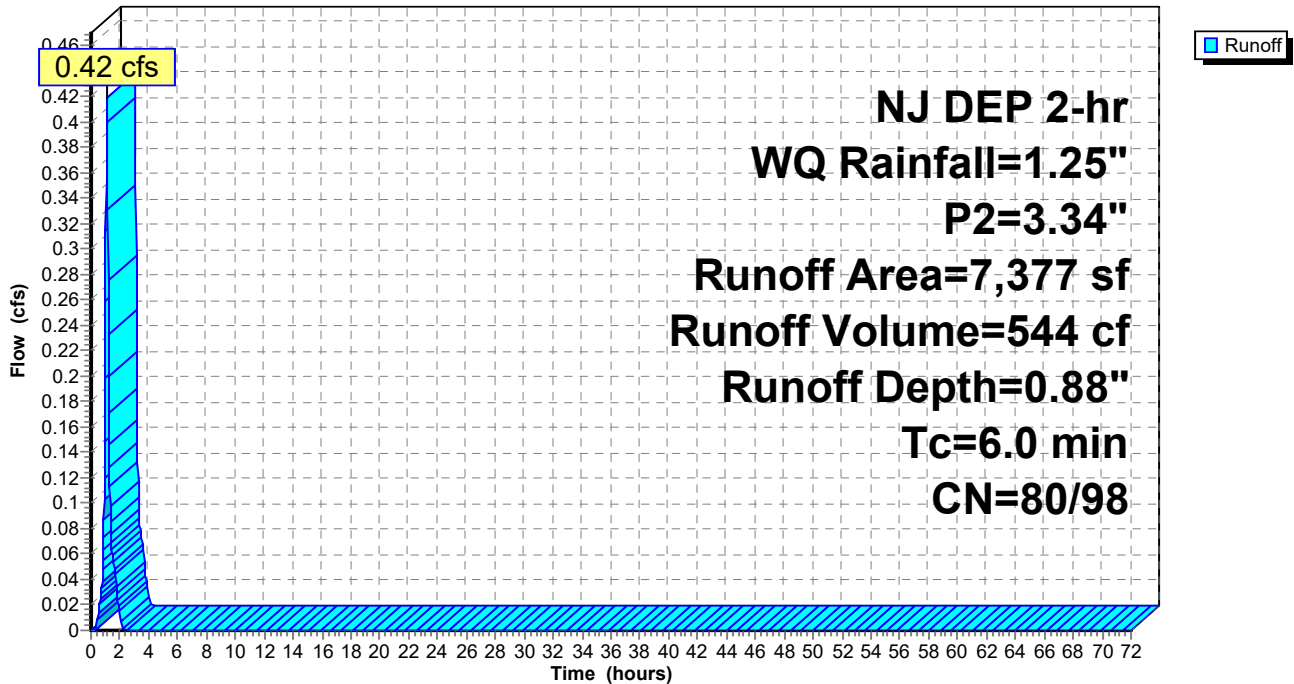 0.46
0.42 cfs
0.42
0.4
0.38
0.36
0.34
0.32
0.3
0.28
0.26
0.24
0.22
0.2
0.18
0.16
0.14
0.12
0.1
0.08
0.06
0.04
0.02
0
Flow (cfs)
NJ DEP 2-hr
WQ Rainfall=1.25"
P2=3.34"
Runoff Area=7,377 sf
Runoff Volume=544 cf
Runoff Depth=0.88"
Tc=6.0 min
CN=80/98
Runoff
0 2 4 6 8 10 12 14 16 18 20 22 24 26 28 30 32 34 36 38 40 42 44 46 48 50 52 54 56 58 60 62 64 66 68 70 72
Time (hours)